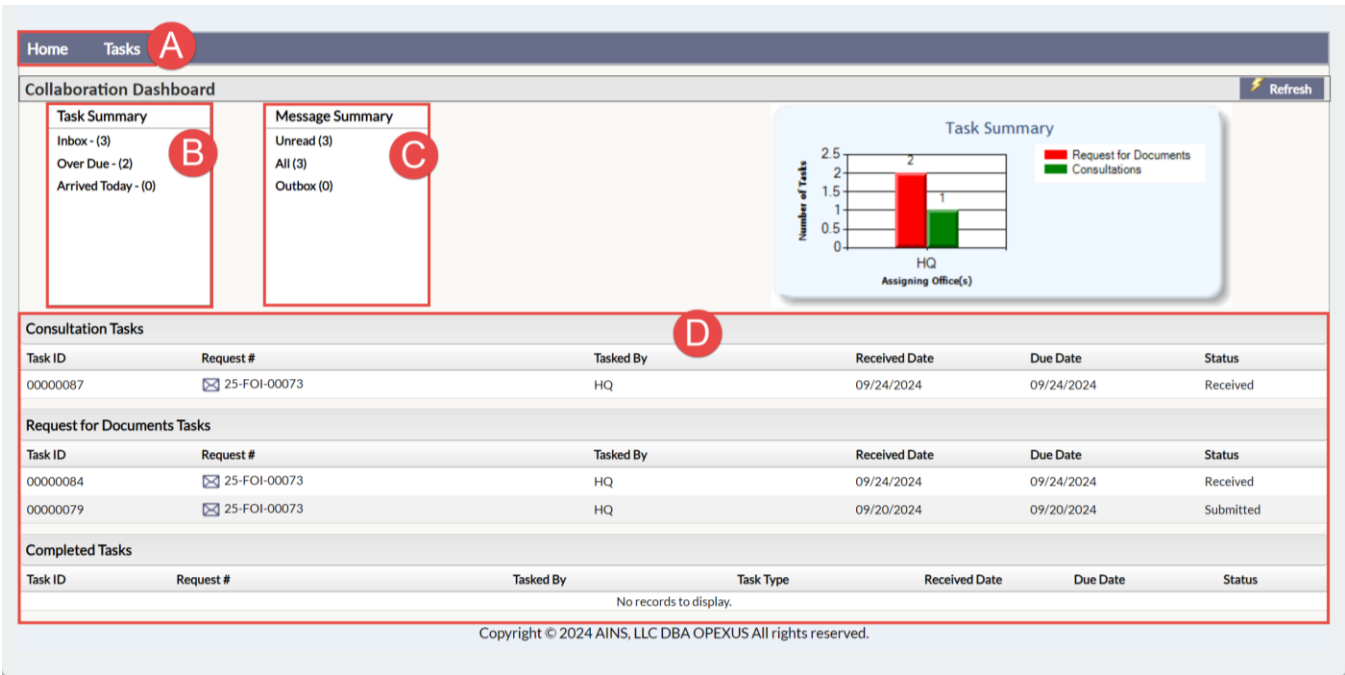 Home Tasks A
Collaboration Dashboard Refresh
Task Summary
Inbox - (3)
Over Due - (2)
Arrived Today - (0)
B
Message Summary
Unread (3)
All (3)
Outbox (0)
C
Task Summary
Number of Tasks
2.5
2
1.5
1
0.5
0
2
1
HQ
Assigning Office(s)
Request for Documents
Consultations
D
Consultation Tasks
Task ID Request # Tasked By Received Date Due Date Status
00000087 25-FOI-00073 HQ 09/24/2024 09/24/2024 Received
Request for Documents Tasks
Task ID Request # Tasked By Received Date Due Date Status
00000084 25-FOI-00073 HQ 09/24/2024 09/24/2024 Received
00000079 25-FOI-00073 HQ 09/20/2024 09/20/2024 Submitted
Completed Tasks
Task ID Request # Tasked By Task Type Received Date Due Date Status
No records to display.
Copyright © 2024 AINS, LLC DBA OPEXUS All rights reserved.